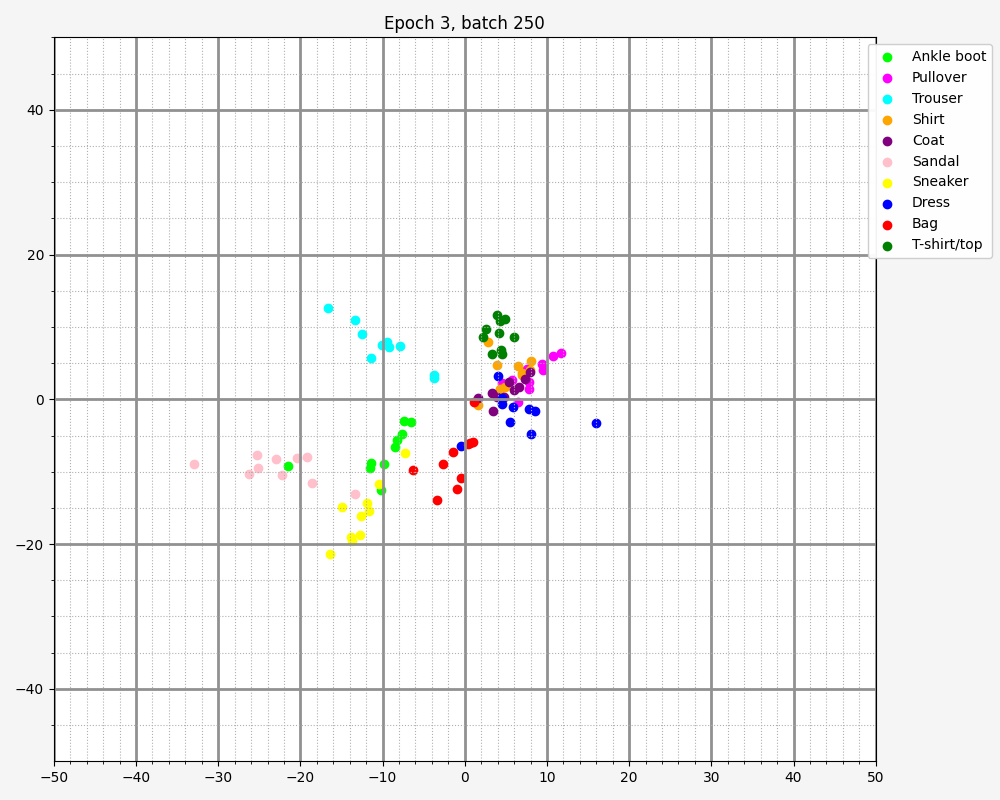 Epoch 3, batch 250
Ankle boot
Pullover
Trouser
Shirt
Coat
Sandal
Sneaker
Dress
Bag
T-shirt/top
40
20
0
−20
−40
−50
−40
−30
−20
−10
0
10
20
30
40
50